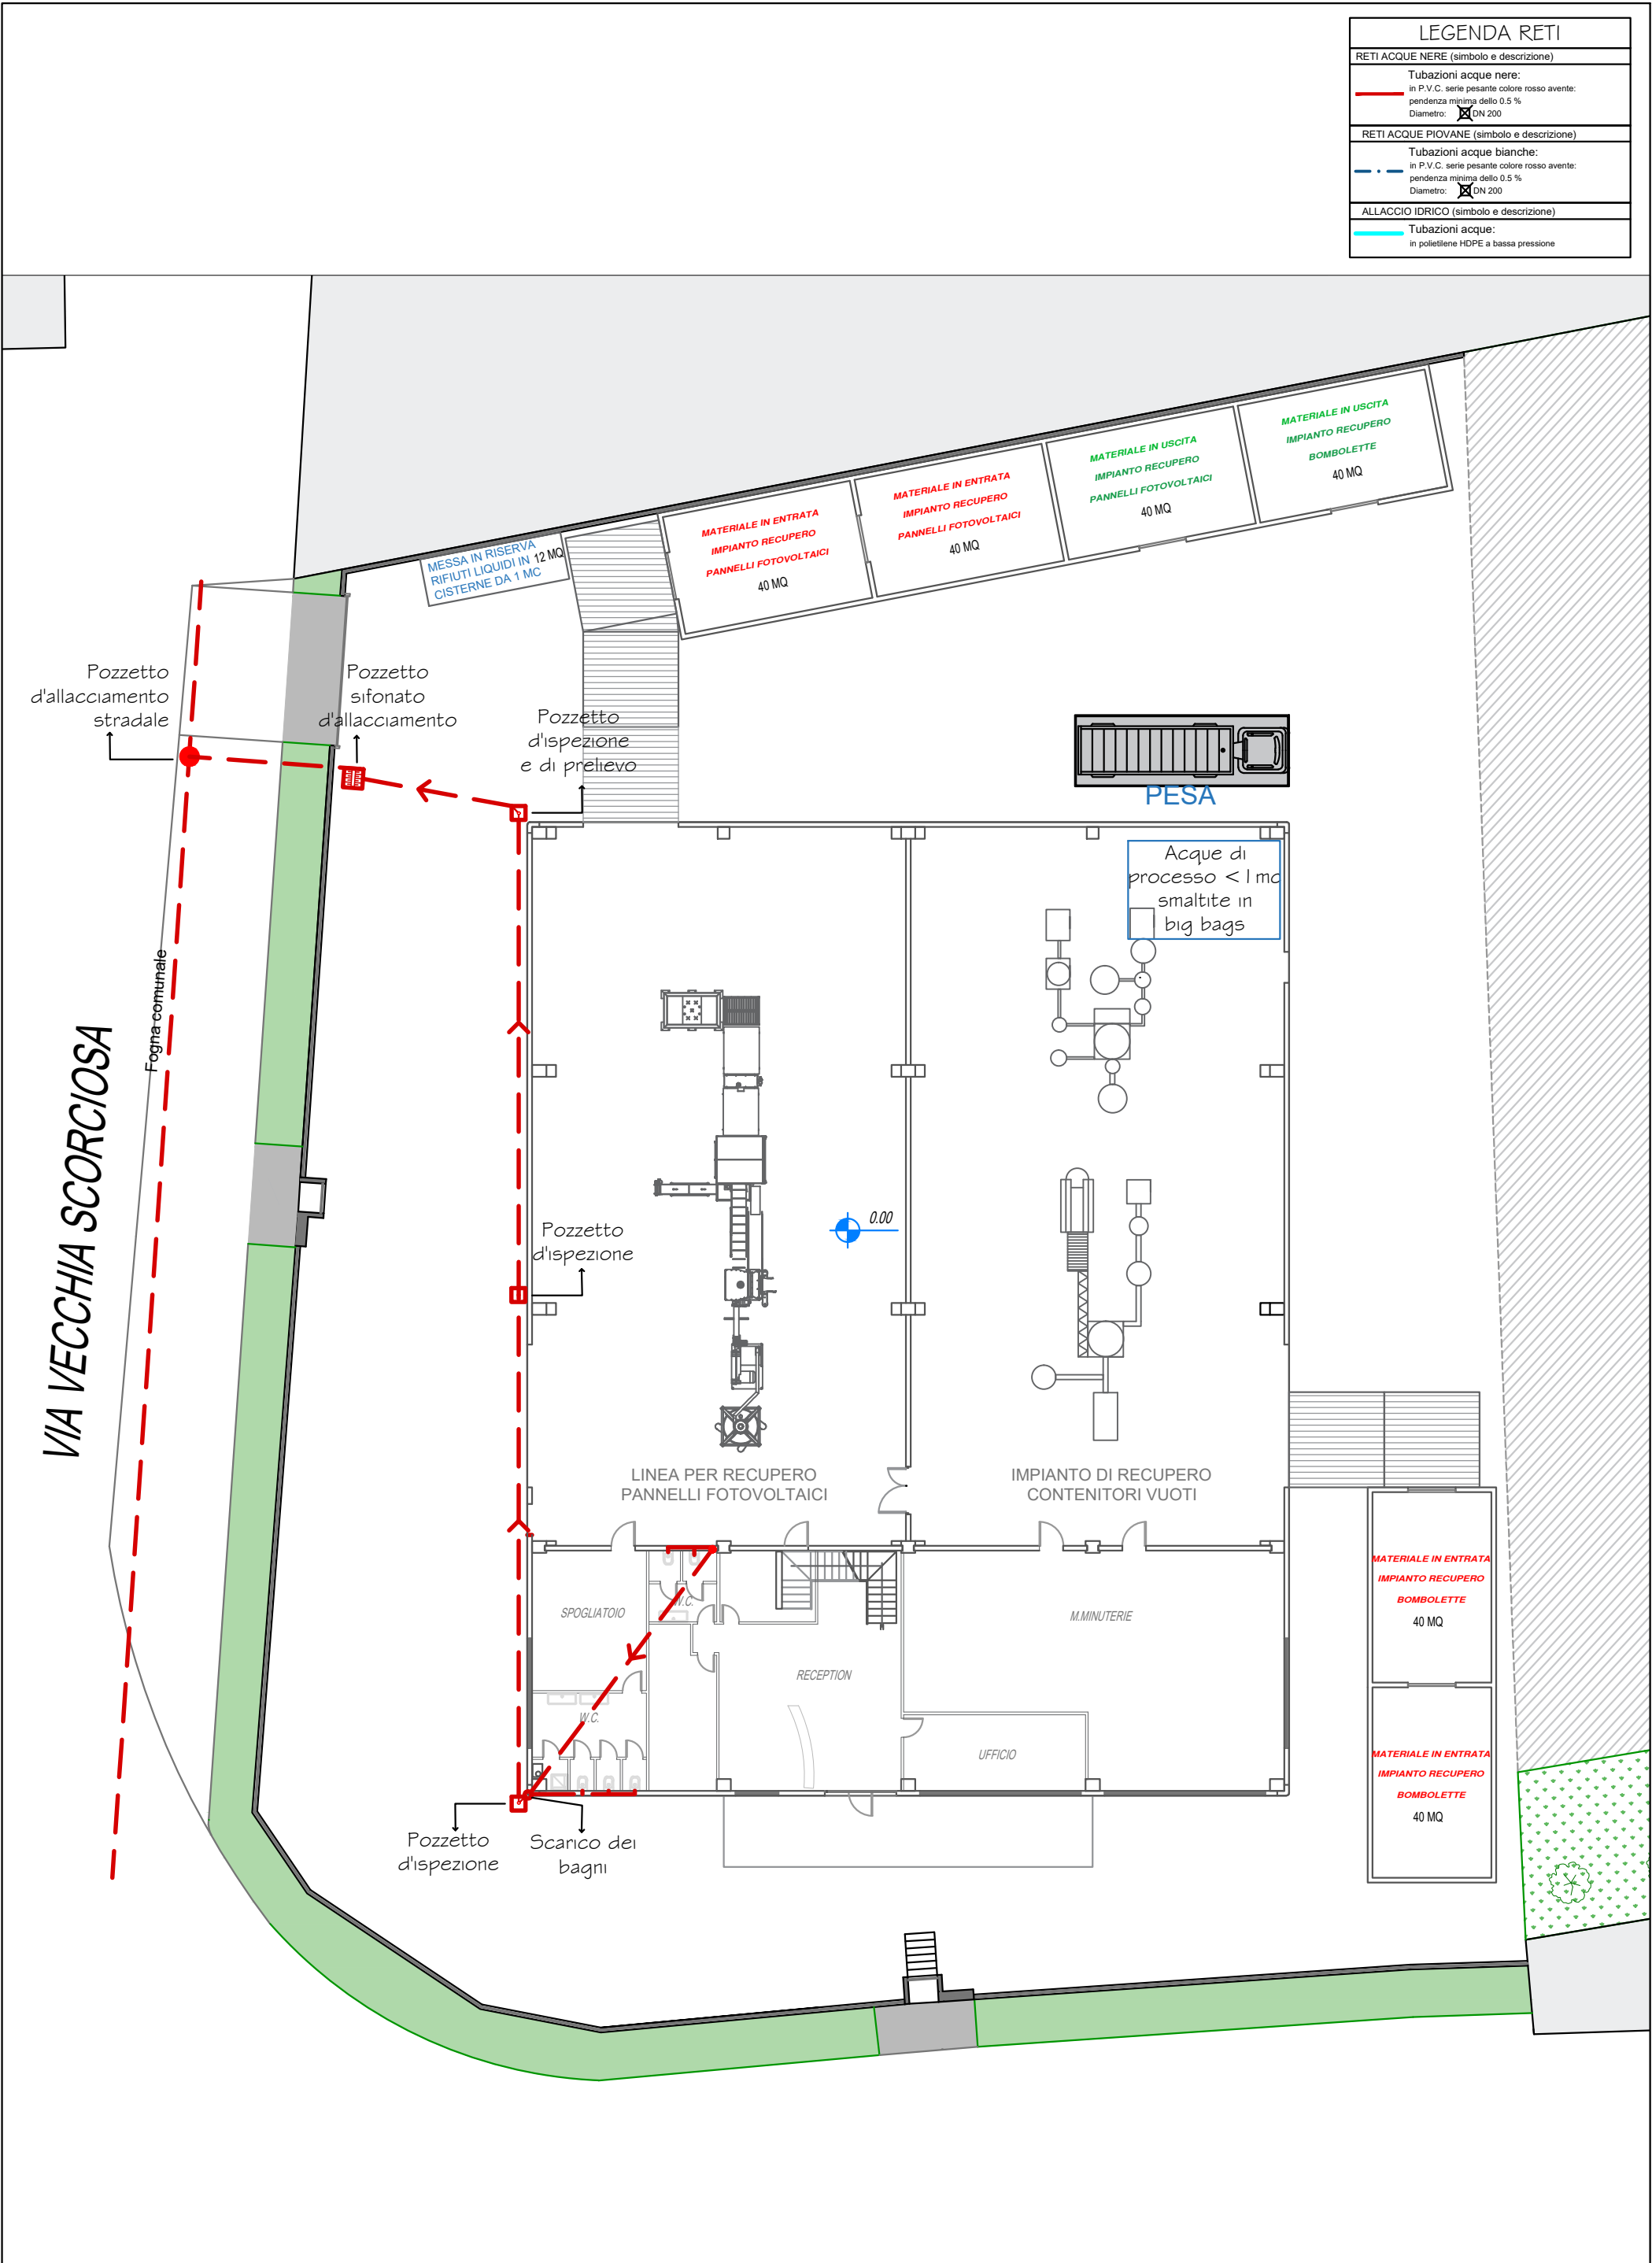 LEGENDA RETI
RETI ACQUE NERE (simbolo e descrizione)
Tubazioni acque nere:
in P.V.C. serie pesante colore rosso avente:
pendenza minima dello 0.5 %
Diametro: DN 200
RETI ACQUE PIOVANE (simbolo e descrizione)
Tubazioni acque bianche:
in P.V.C. serie pesante colore rosso avente:
pendenza minima dello 0.5 %
Diametro: DN 200
ALLACCIO IDRICO (simbolo e descrizione)
Tubazioni acque:
in polietilene HDPE a bassa pressione
MATERIALE IN USCITA
IMPIANTO RECUPERO
BOMBOLETTE
40 MQ
MATERIALE IN USCITA
IMPIANTO RECUPERO
PANNELLI FOTOVOLTAICI
40 MQ
MATERIALE IN ENTRATA
IMPIANTO RECUPERO
PANNELLI FOTOVOLTAICI
40 MQ
MATERIALE IN ENTRATA
IMPIANTO RECUPERO
PANNELLI FOTOVOLTAICI
40 MQ
MESSA IN RISERVA
RIFIUTI LIQUIDI IN 12 MQ
CISTERNE DA 1 MC
Pozzetto
d'allacciamento
stradale
Pozzetto
sifonato
d'allacciamento
Pozzetto
d'ispezione
e di prelievo
PESA
Acque di
processo < 1 mc
smaltite in
big bags
Fogna comunale
VIA VECCHIA SCORCIOSA
0.00
Pozzetto
d'ispezione
LINEA PER RECUPERO
PANNELLI FOTOVOLTAICI
IMPIANTO DI RECUPERO
CONTENITORI VUOTI
SPOGLIATOIO
W.C.
M.MINUTERIE
RECEPTION
W.C.
UFFICIO
MATERIALE IN ENTRATA
IMPIANTO RECUPERO
BOMBOLETTE
40 MQ
MATERIALE IN ENTRATA
IMPIANTO RECUPERO
BOMBOLETTE
40 MQ
Pozzetto
d'ispezione
Scarico dei
bagni